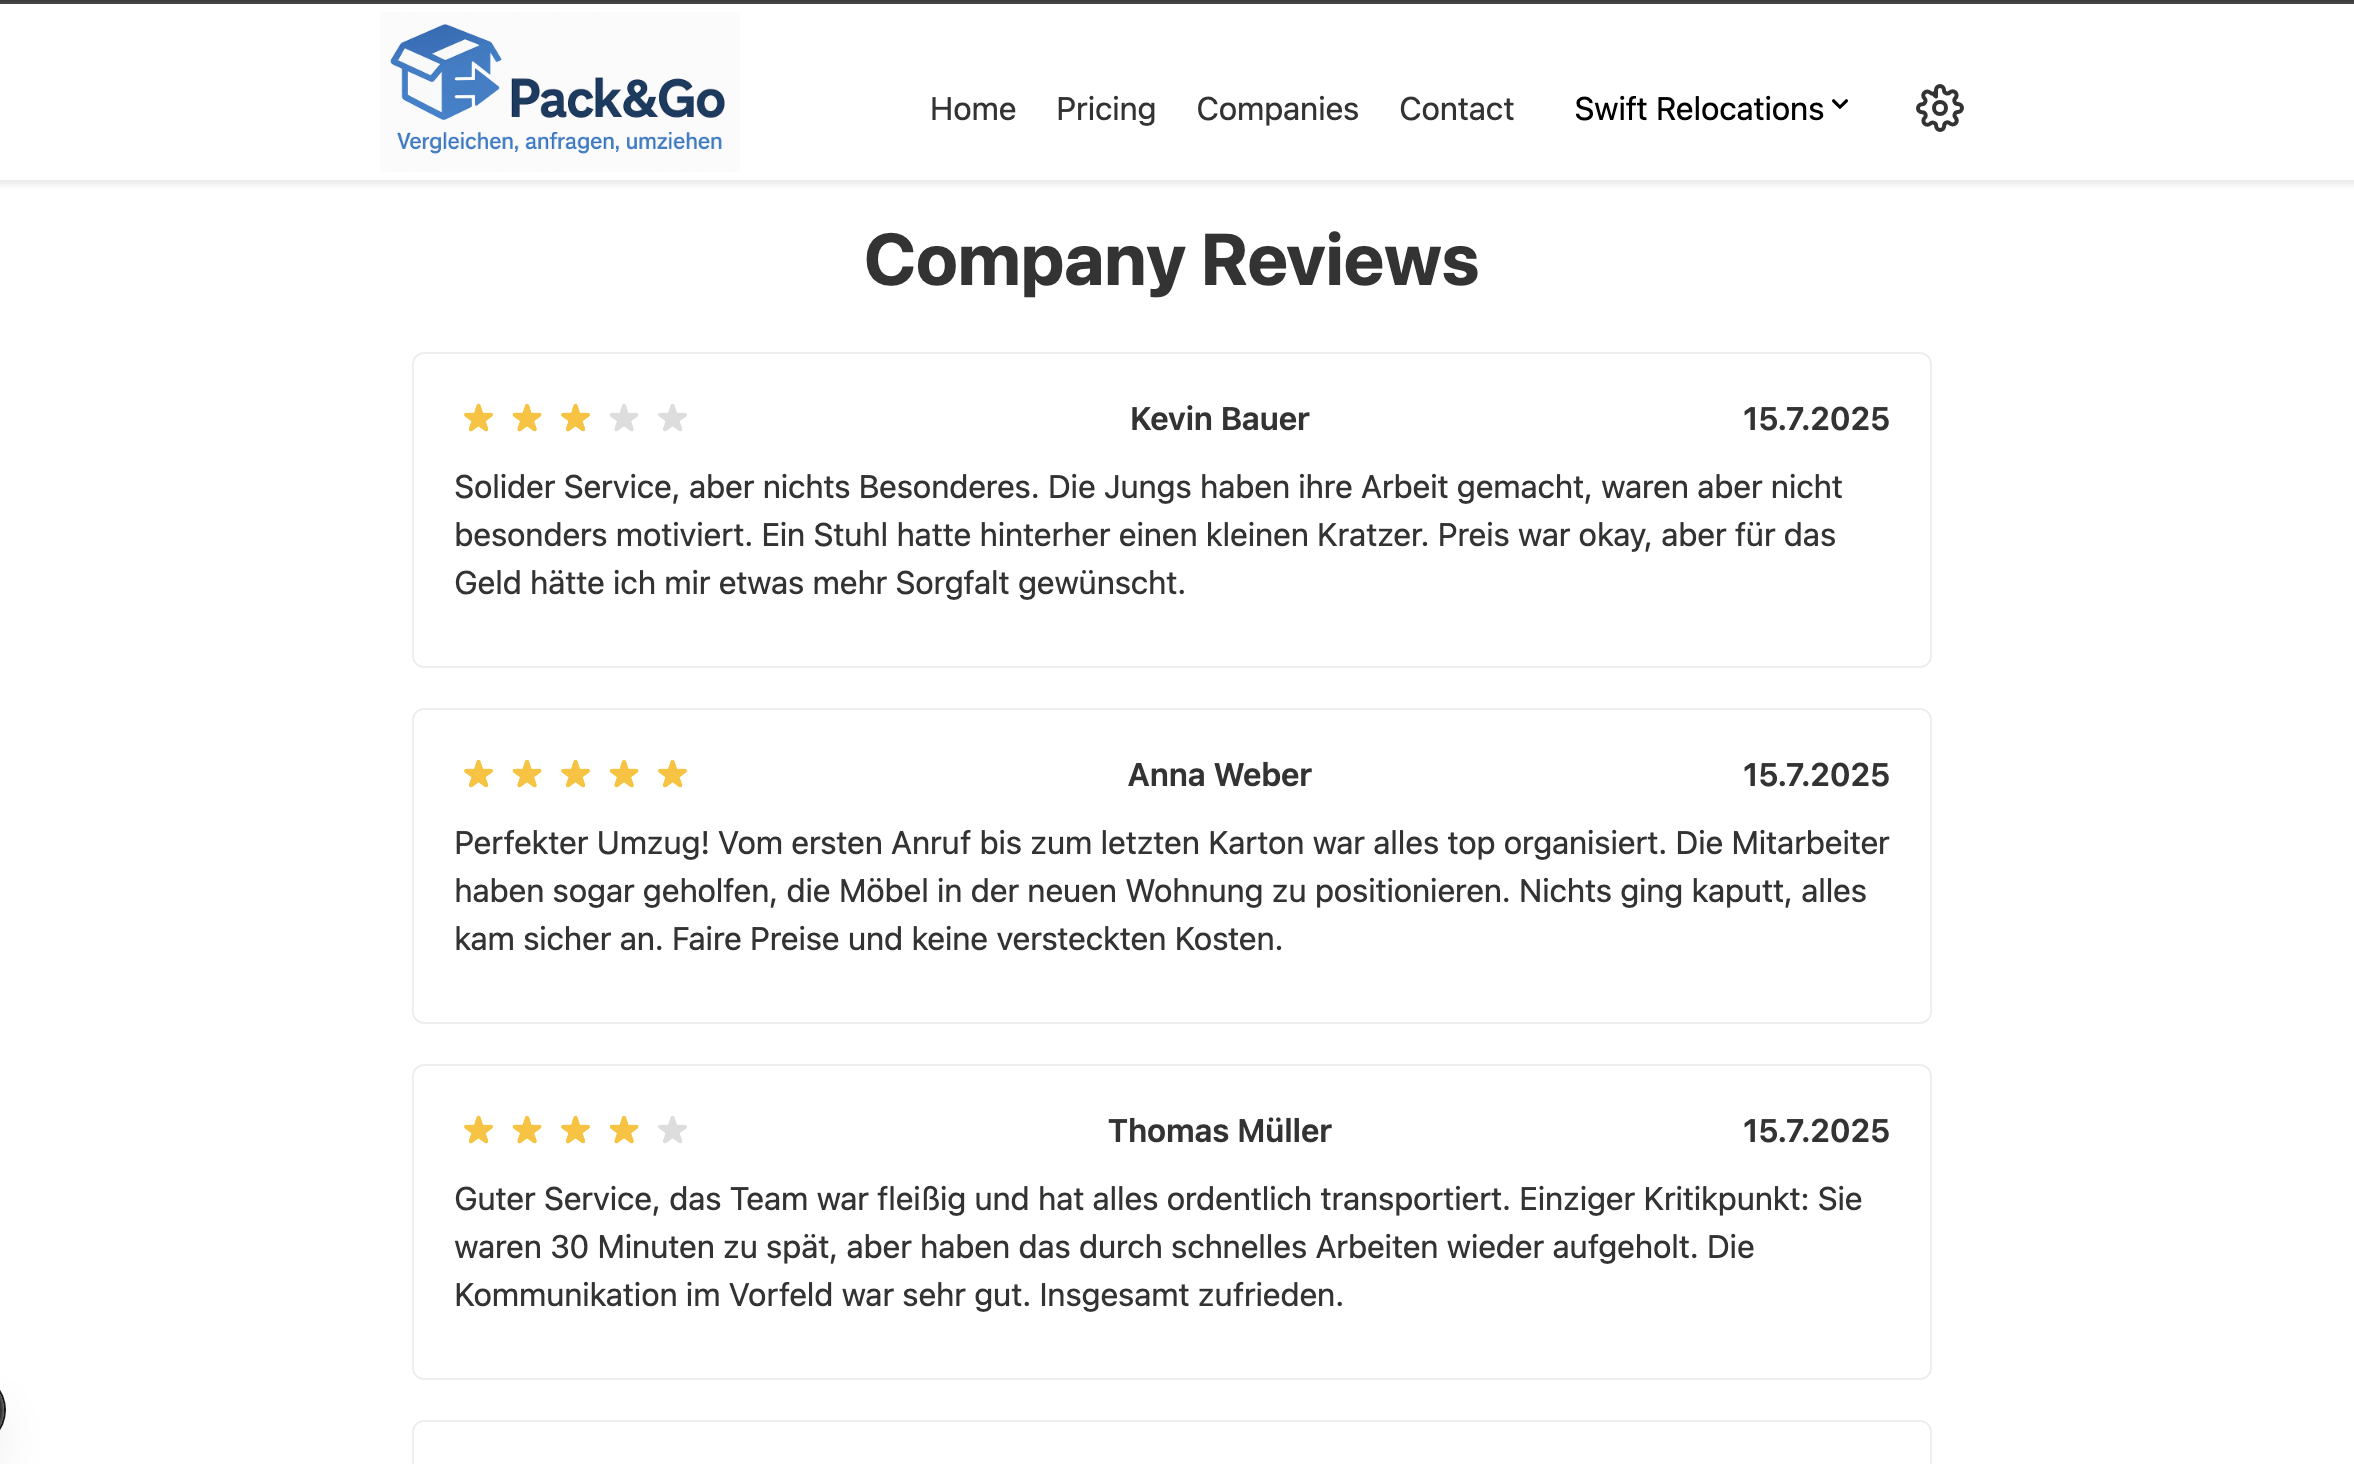 Pack&Go
Vergleichen, anfragen, umziehen
Home Pricing Companies Contact Swift Relocations
Company Reviews
Kevin Bauer 15.7.2025
Solider Service, aber nichts Besonderes. Die Jungs haben ihre Arbeit gemacht, waren aber nicht
besonders motiviert. Ein Stuhl hatte hinterher einen kleinen Kratzer. Preis war okay, aber für das
Geld hätte ich mir etwas mehr Sorgfalt gewünscht.
Anna Weber 15.7.2025
Perfekter Umzug! Vom ersten Anruf bis zum letzten Karton war alles top organisiert. Die Mitarbeiter
haben sogar geholfen, die Möbel in der neuen Wohnung zu positionieren. Nichts ging kaputt, alles
kam sicher an. Faire Preise und keine versteckten Kosten.
Thomas Müller 15.7.2025
Guter Service, das Team war fleißig und hat alles ordentlich transportiert. Einziger Kritikpunkt: Sie
waren 30 Minuten zu spät, aber haben das durch schnelles Arbeiten wieder aufgeholt. Die
Kommunikation im Vorfeld war sehr gut. Insgesamt zufrieden.